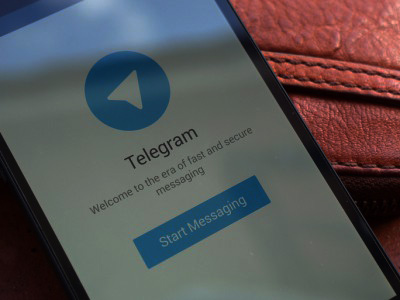 Telegram
Welcome to the era of fast and secure
messaging
Start Messaging